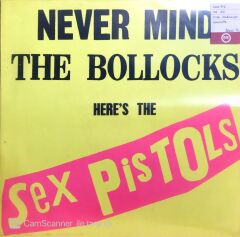 NEVER MIND
THE BOLLOCKS
HERE'S THE
Sex PisTOLS
CamScanner